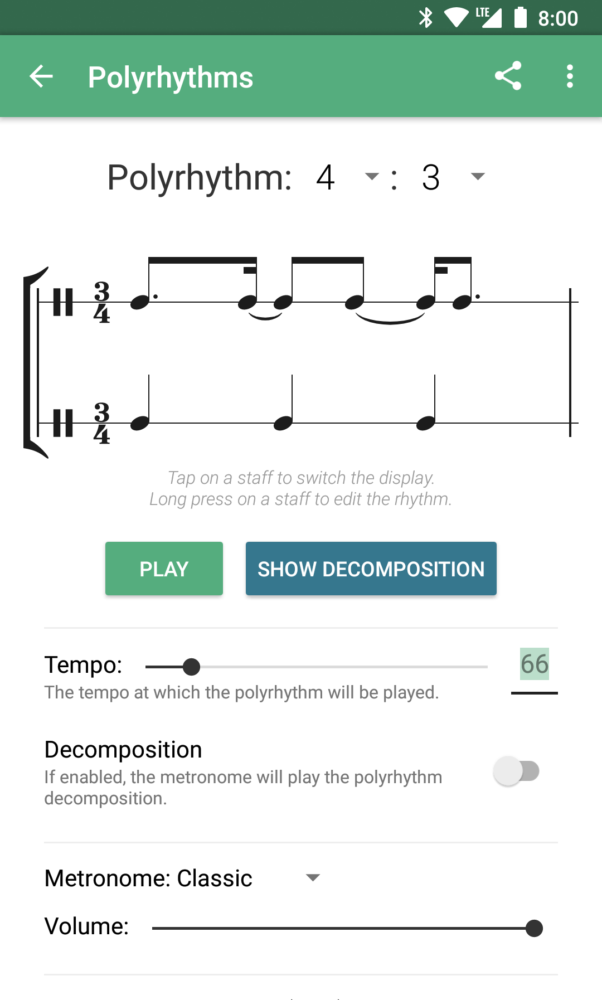 LTE 8:00
Polyrhythms
Polyrhythm: 4 : 3
3
4
3
4
Tap on a staff to switch the display.
Long press on a staff to edit the rhythm.
PLAY SHOW DECOMPOSITION
Tempo: 66
The tempo at which the polyrhythm will be played.
Decomposition
If enabled, the metronome will play the polyrhythm
decomposition.
Metronome: Classic
Volume: